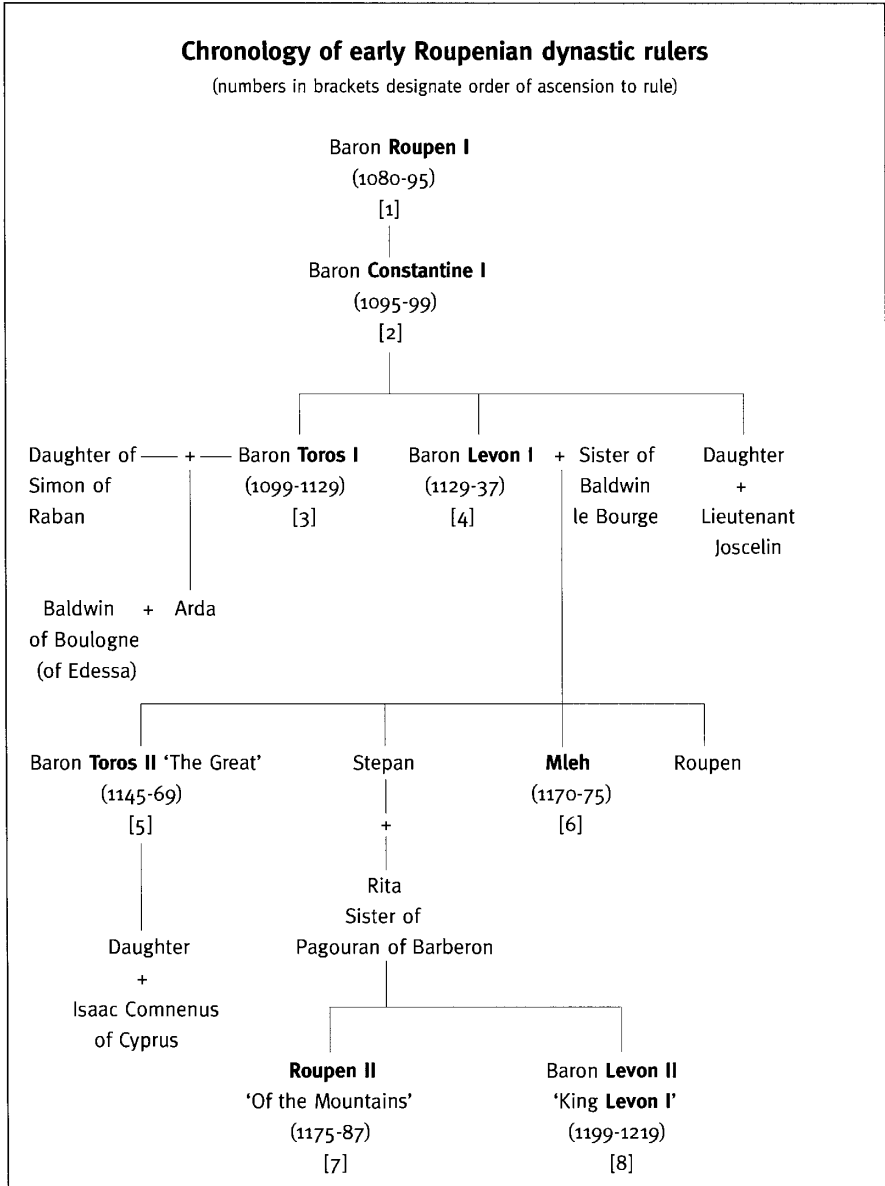 Chronology of early Roupenian dynastic rulers
(numbers in brackets designate order of ascension to rule)
Baron Roupen I
(1080-95)
[1]
Baron Constantine I
(1095-99)
[2]
Daughter of + Baron Toros I Baron Levon I + Sister of Daughter
Simon of (1099-1129) (1129-37) Baldwin +
Raban [3] [4] le Bourge Lieutenant
Joscelin
Baldwin + Arda
of Boulogne
(of Edessa)
Baron Toros II 'The Great' Stepan Mleh Roupen
(1145-69) (1170-75)
[5] + [6]
Rita
Sister of
Daughter Pagouran of Barberon
+
Isaac Comnenus
of Cyprus
Roupen II Baron Levon II
'Of the Mountains' 'King Levon I'
(1175-87) (1199-1219)
[7] [8]